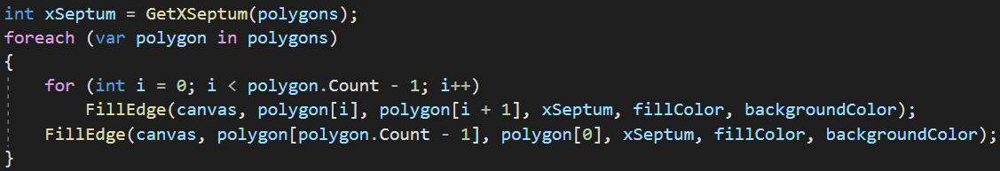 int xSeptum = GetXSeptum(polygons);
foreach (var polygon in polygons)
{
    for (int i = 0; i < polygon.Count - 1; i++)
        FillEdge(canvas, polygon[i], polygon[i + 1], xSeptum, fillColor, backgroundColor);
    FillEdge(canvas, polygon[polygon.Count - 1], polygon[0], xSeptum, fillColor, backgroundColor);
}